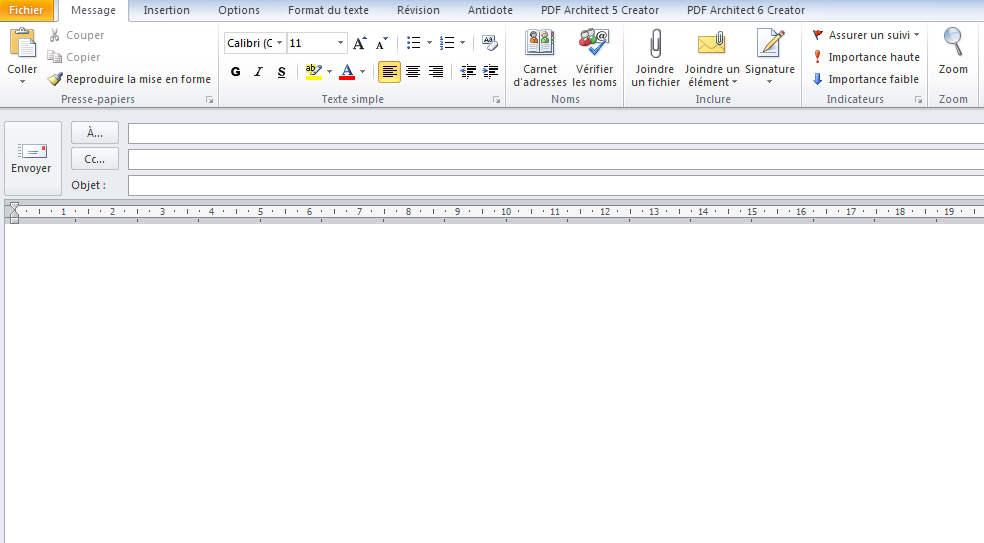 Fichier Message Insertion Options Format du texte Révision Antidote PDF Architect 5 Creator PDF Architect 6 Creator
Coller
Couper
Copier
Reproduire la mise en forme
Presse-papiers
Calibri (C 11
G I S
Texte simple
Carnet d'adresses
Vérifier les noms
Noms
Joindre un fichier
Joindre un élément
Signature
Inclure
Assurer un suivi
Importance haute
Importance faible
Indicateurs
Zoom
Zoom
Envoyer
À...
Cc...
Objet :
1 2 3 4 5 6 7 8 9 10 11 12 13 14 15 16 17 18 19